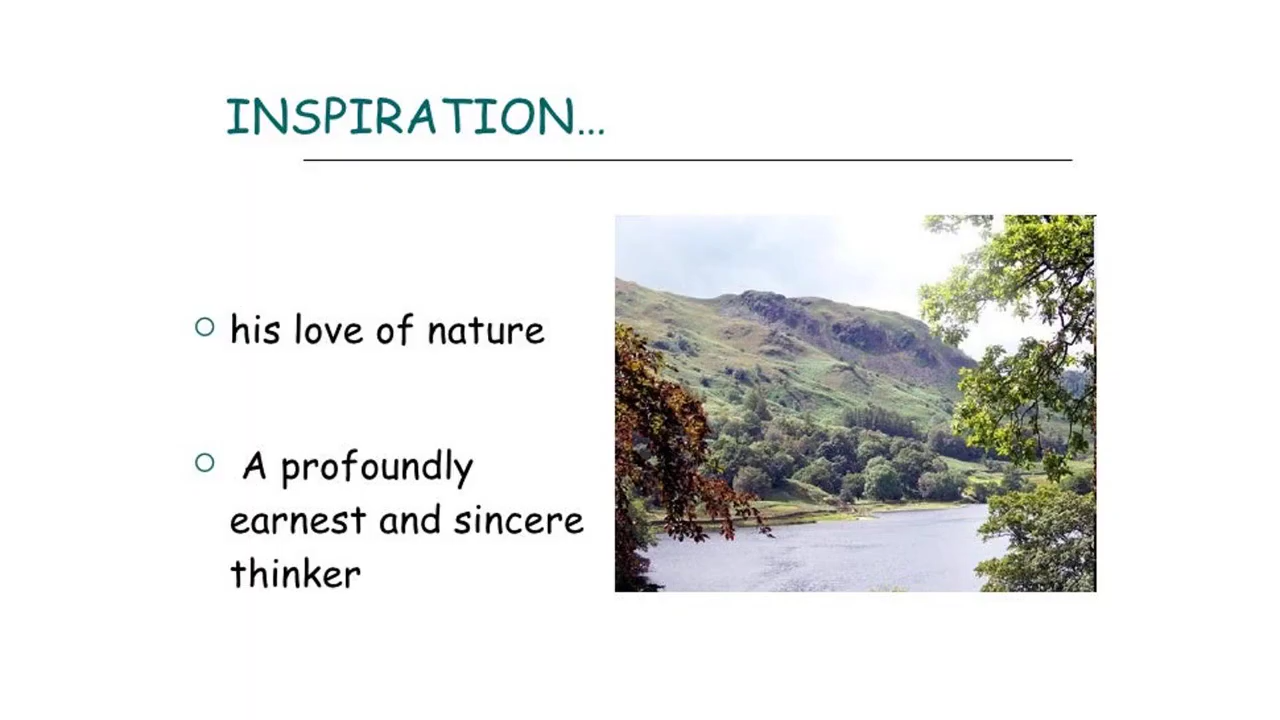 INSPIRATION...
his love of nature
A profoundly
earnest and sincere
thinker